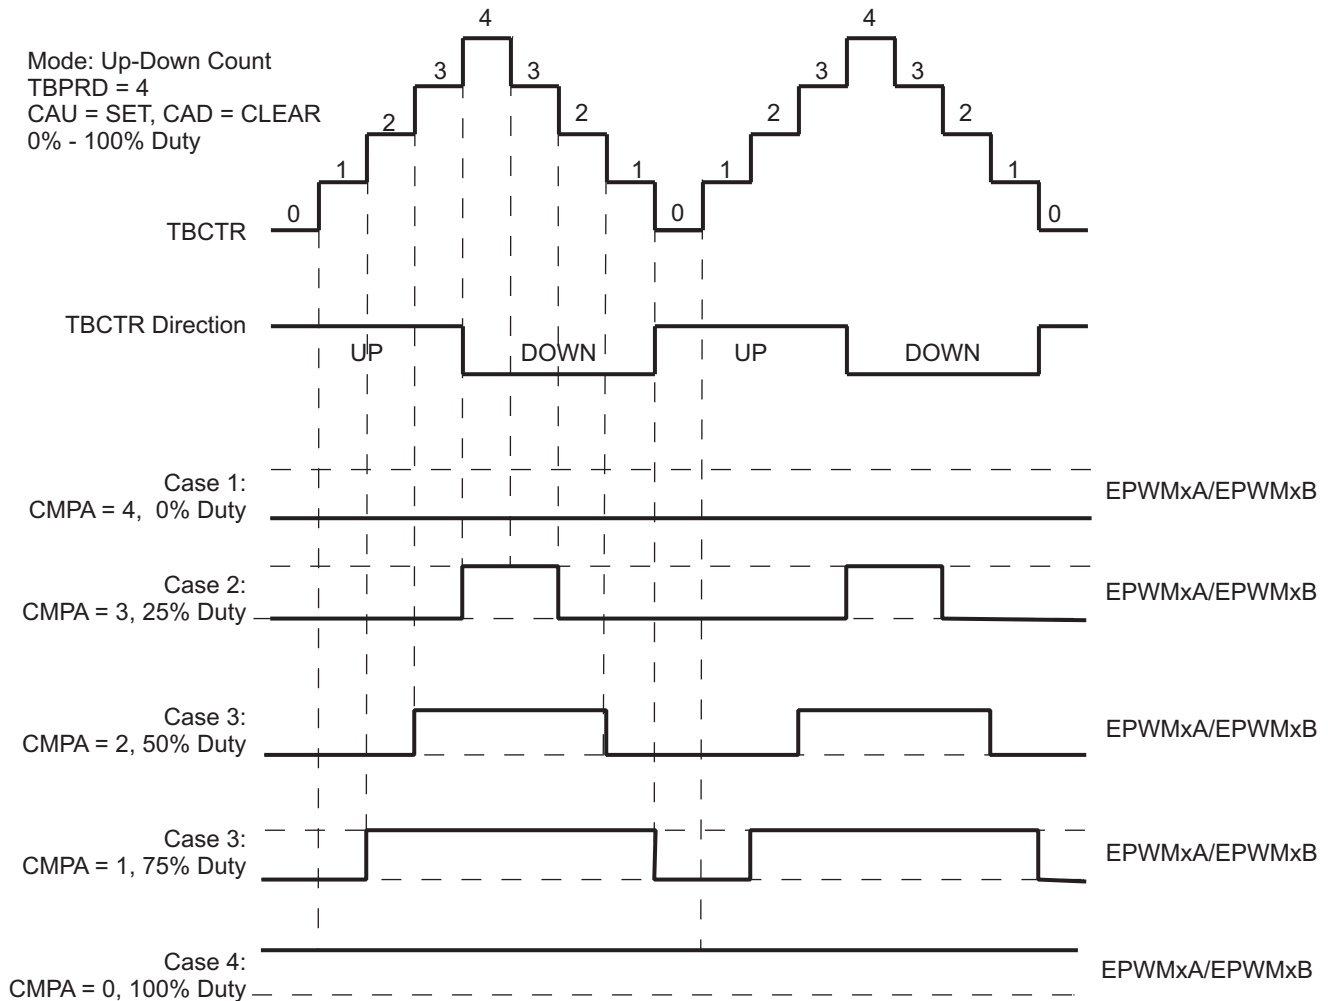 Mode: Up-Down Count
TBPRD = 4
CAU = SET, CAD = CLEAR
0% - 100% Duty
4
4
3 3
3 3
2 2
2 2
1 1
1 1
0 0 0
TBCTR
TBCTR Direction
UP DOWN UP DOWN
Case 1:
CMPA = 4, 0% Duty
EPWMxA/EPWMxB
Case 2:
CMPA = 3, 25% Duty
EPWMxA/EPWMxB
Case 3:
CMPA = 2, 50% Duty
EPWMxA/EPWMxB
Case 3:
CMPA = 1, 75% Duty
EPWMxA/EPWMxB
Case 4:
CMPA = 0, 100% Duty
EPWMxA/EPWMxB